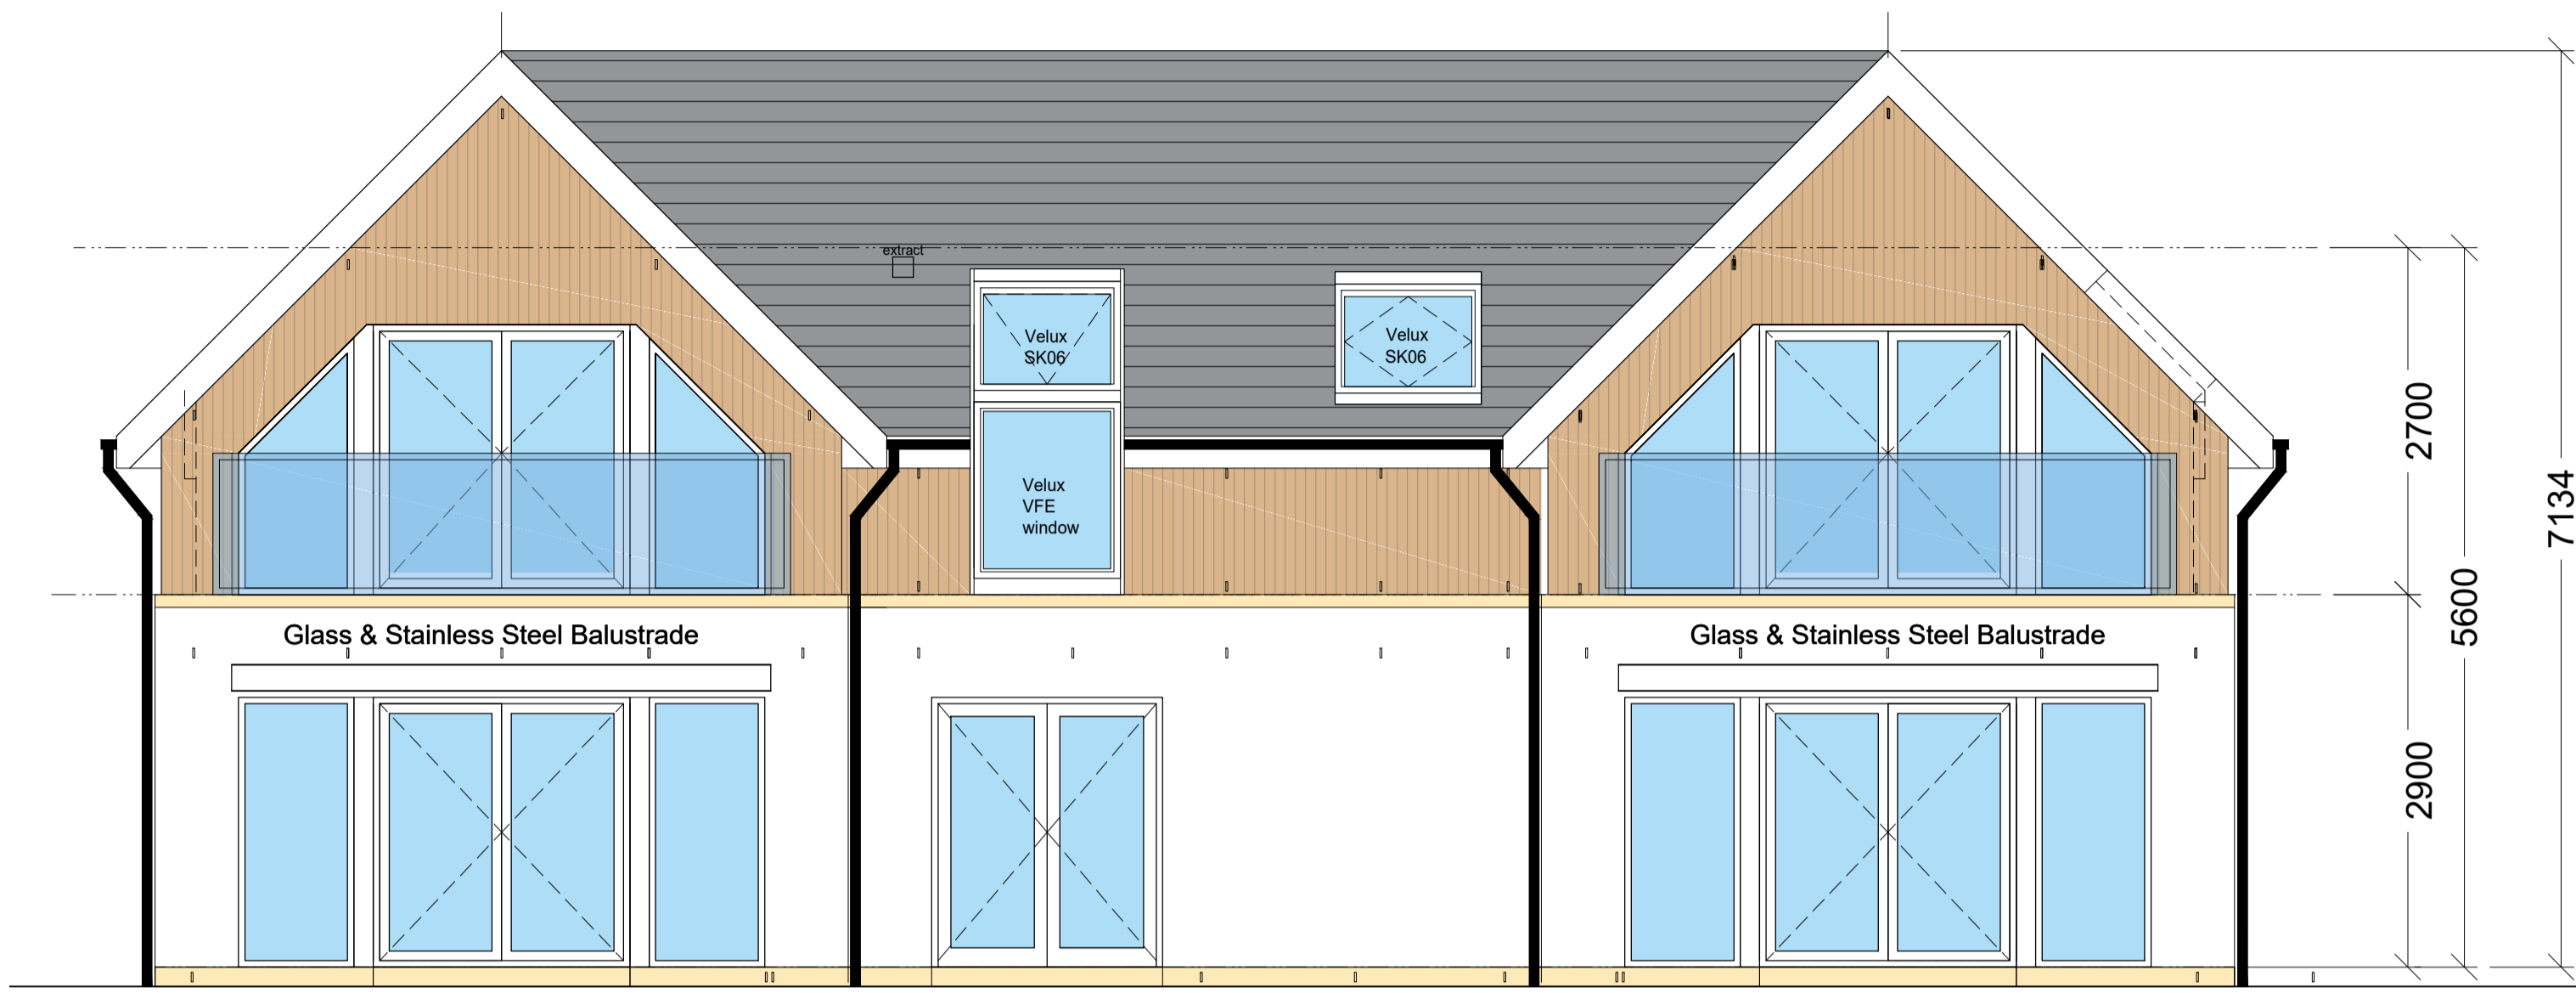 extract
Velux
SK06
Velux
SK06
Velux
VFE
window
Glass & Stainless Steel Balustrade
Glass & Stainless Steel Balustrade
2700
2900
5600
7134